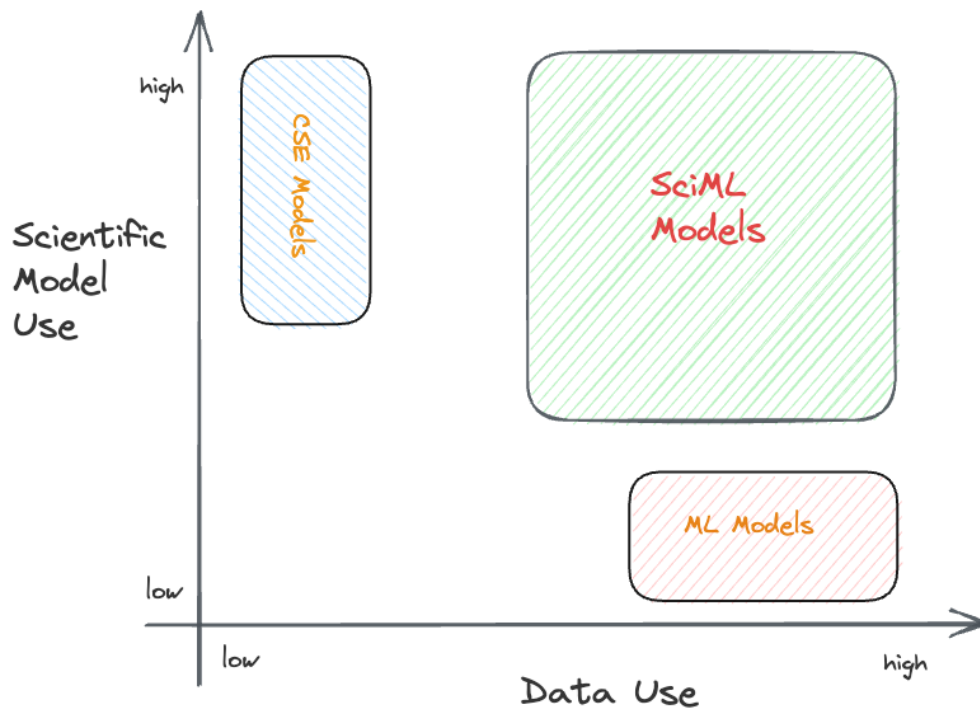 high
CSE Models
SciML
Models
Scientific
Model
Use
ML Models
low
low
high
Data Use